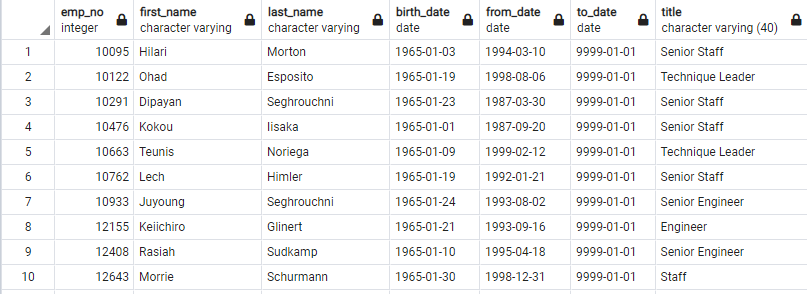 emp_no first_name last_name birth_date from_date to_date title
integer character varying character varying date date date character varying (40)
1 10095 Hilari Morton 1965-01-03 1994-03-10 9999-01-01 Senior Staff
2 10122 Ohad Esposito 1965-01-19 1998-08-06 9999-01-01 Technique Leader
3 10291 Dipayan Seghrouchni 1965-01-23 1987-03-30 9999-01-01 Senior Staff
4 10476 Kokou Iisaka 1965-01-01 1987-09-20 9999-01-01 Senior Staff
5 10663 Teunis Noriega 1965-01-09 1999-02-12 9999-01-01 Technique Leader
6 10762 Lech Himler 1965-01-19 1992-01-21 9999-01-01 Senior Staff
7 10933 Juyoung Seghrouchni 1965-01-24 1993-08-02 9999-01-01 Senior Engineer
8 12155 Keiichiro Glinert 1965-01-21 1993-09-16 9999-01-01 Engineer
9 12408 Rasiah Sudkamp 1965-01-10 1995-04-18 9999-01-01 Senior Engineer
10 12643 Morrie Schurmann 1965-01-30 1998-12-31 9999-01-01 Staff